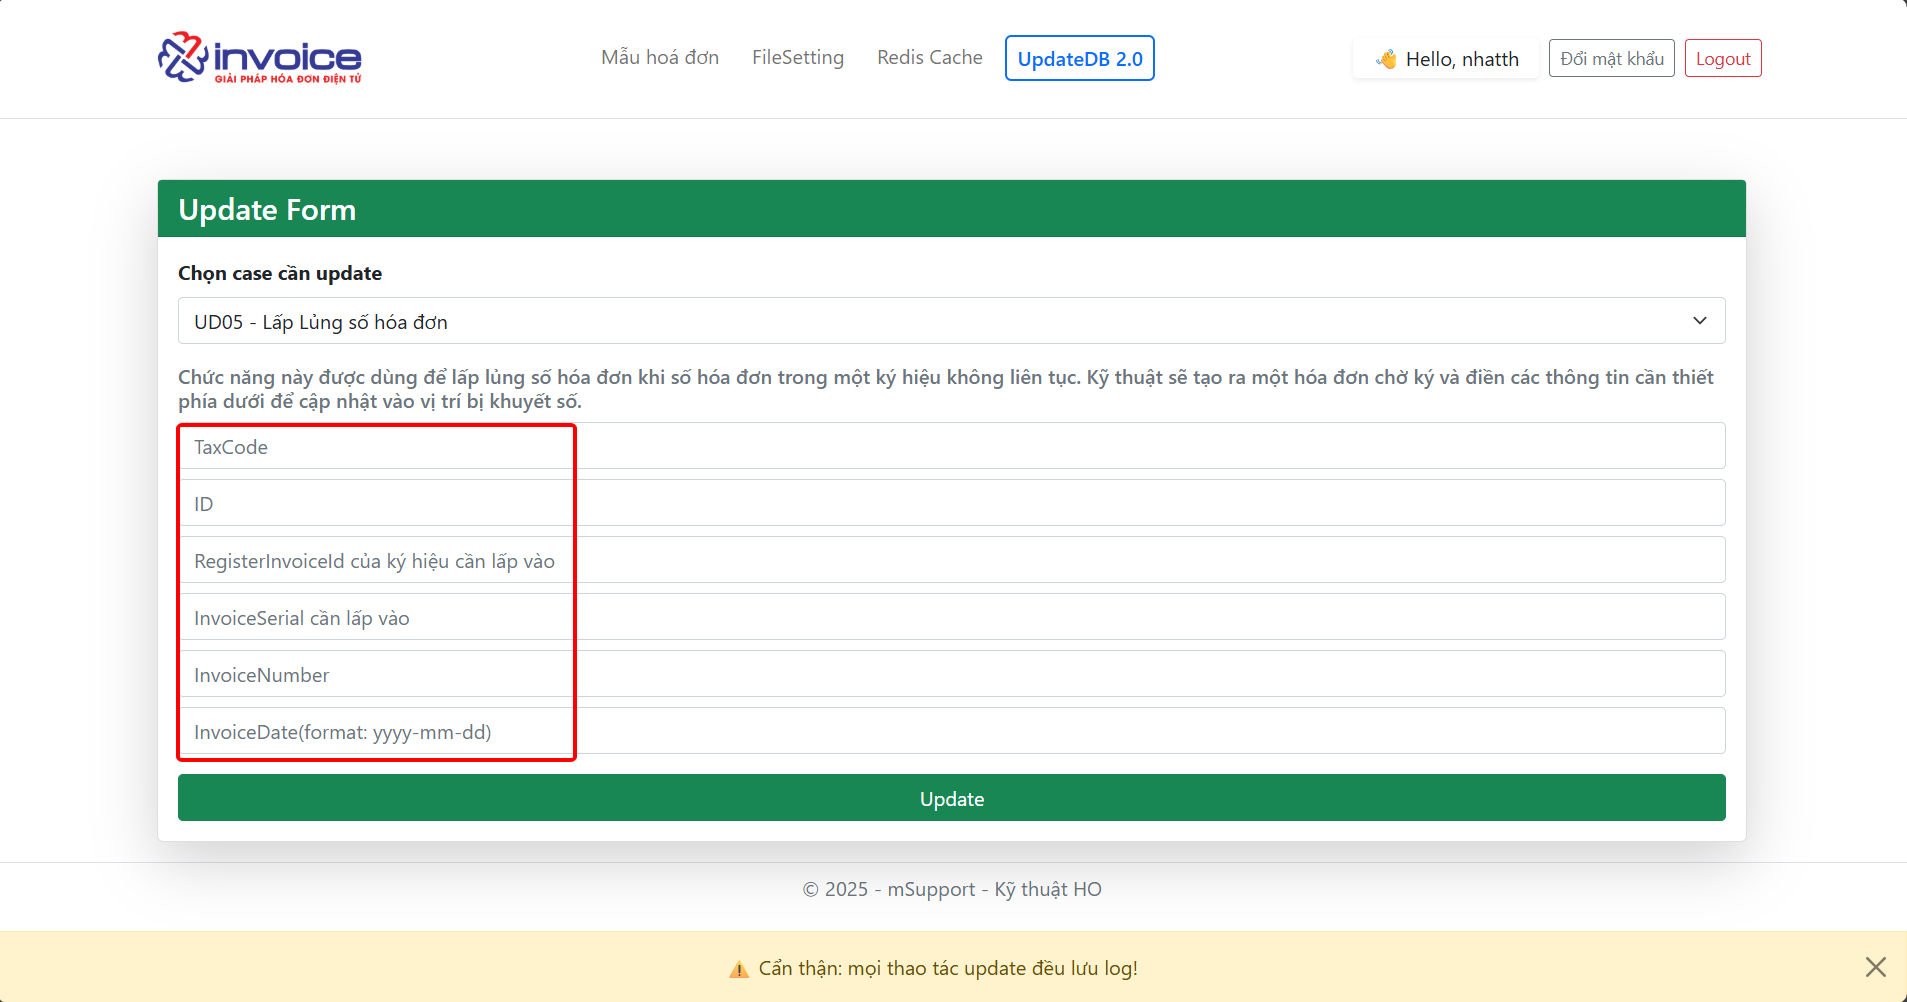 invoice
GIẢI PHÁP HÓA ĐƠN ĐIỆN TỬ
Mẫu hoá đơn
FileSetting
Redis Cache
UpdateDB 2.0
👋 Hello, nhatth
Đổi mật khẩu
Logout
Update Form
Chọn case cần update
UD05 - Lấp Lủng số hóa đơn
Chức năng này được dùng để lấp lủng số hóa đơn khi số hóa đơn trong một ký hiệu không liên tục. Kỹ thuật sẽ tạo ra một hóa đơn chờ ký và điền các thông tin cần thiết
phía dưới để cập nhật vào vị trí bị khuyết số.
TaxCode
ID
RegisterInvoiceId của ký hiệu cần lấp vào
InvoiceSerial cần lấp vào
InvoiceNumber
InvoiceDate(format: yyyy-mm-dd)
Update
© 2025 - mSupport - Kỹ thuật HO
⚠️ Cẩn thận: mọi thao tác update đều lưu log!